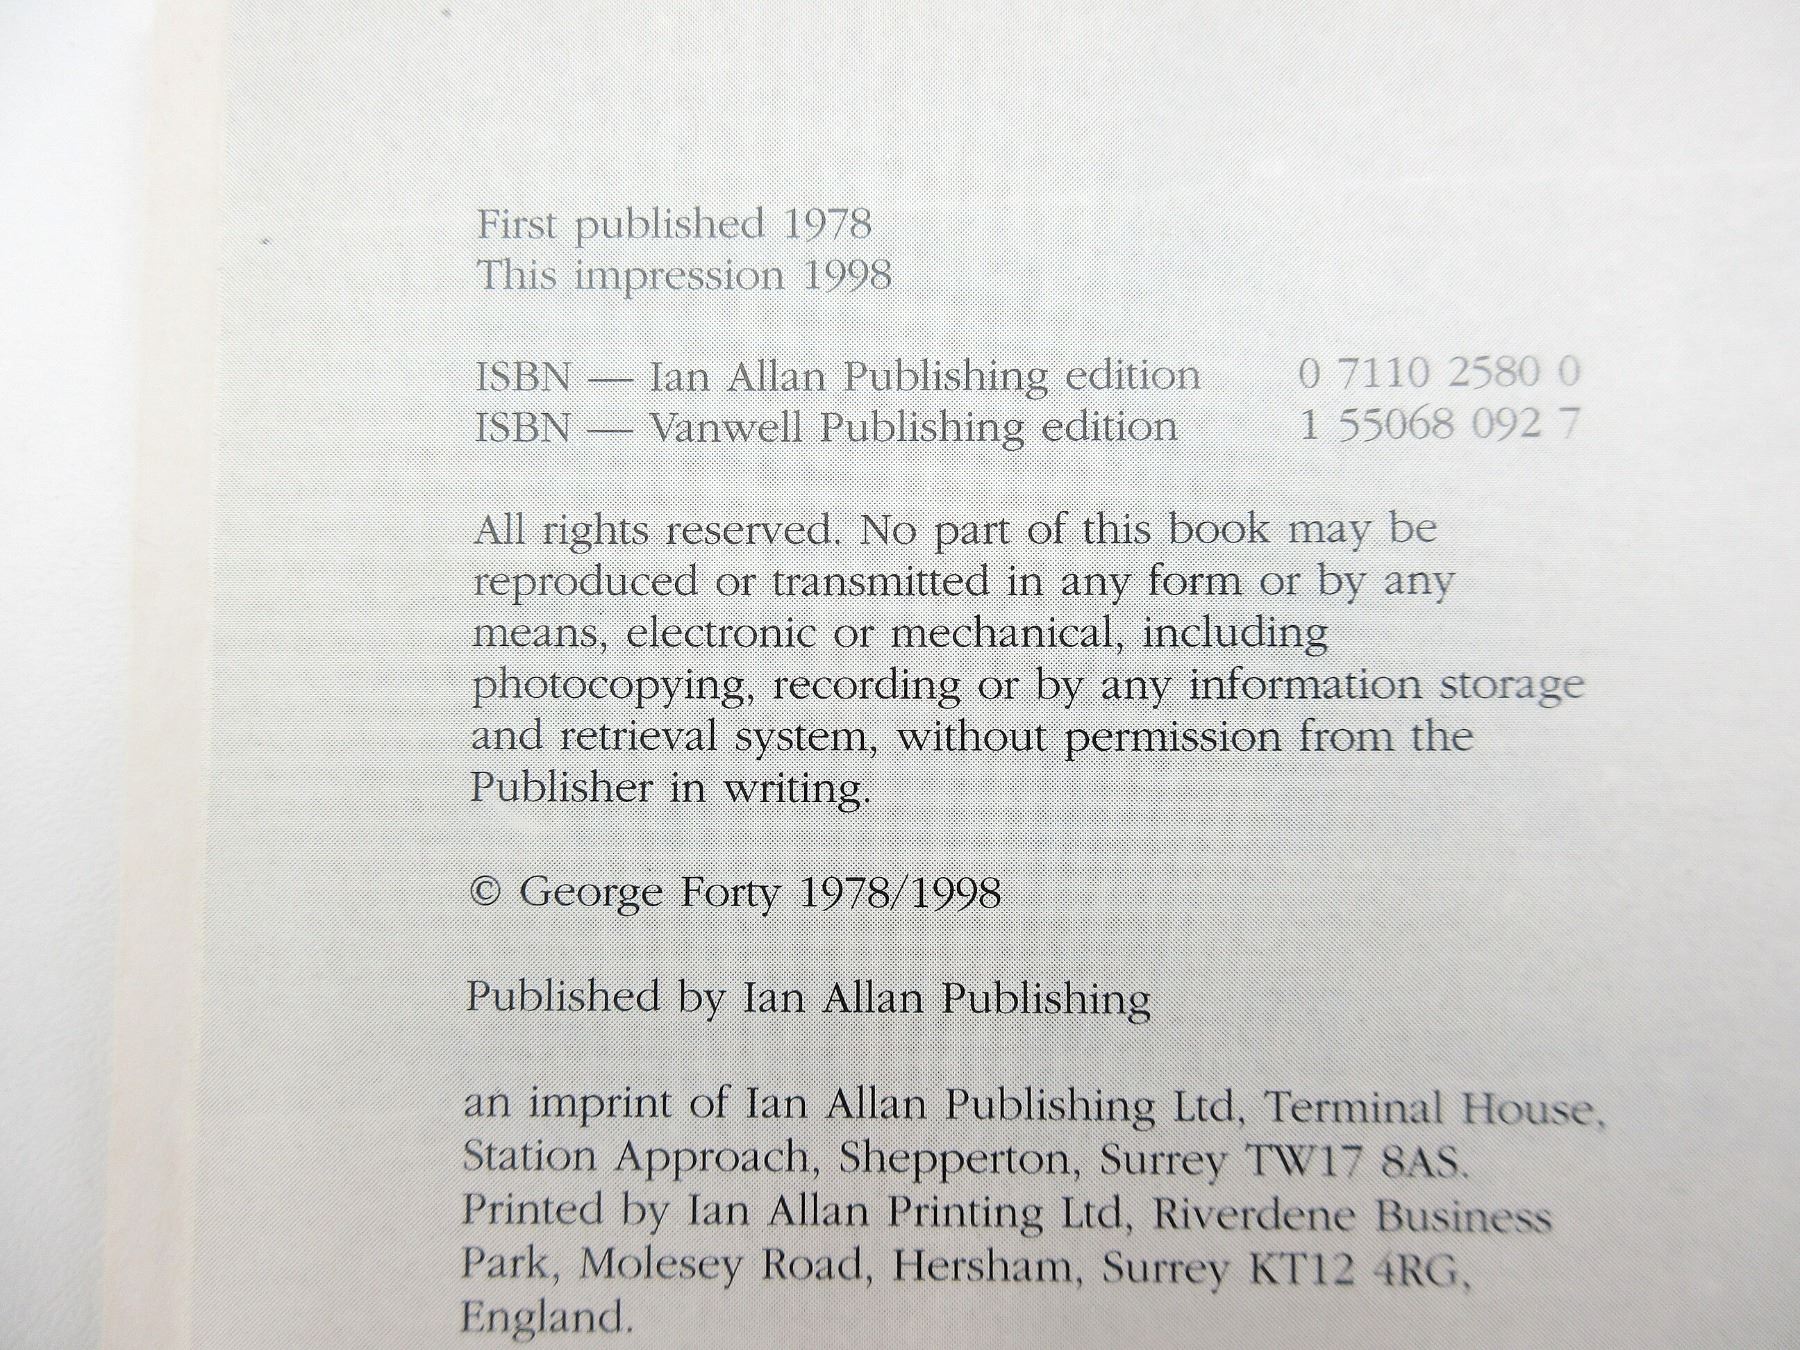 First published 1978
This impression 1998
ISBN — Ian Allan Publishing edition 0 7110 2580 0
ISBN — Vanwell Publishing edition 1 55068 092 7
All rights reserved. No part of this book may be
reproduced or transmitted in any form or by any
means, electronic or mechanical, including
photocopying, recording or by any information storage
and retrieval system, without permission from the
Publisher in writing.
© George Forty 1978/1998
Published by Ian Allan Publishing
an imprint of Ian Allan Publishing Ltd, Terminal House,
Station Approach, Shepperton, Surrey TW17 8AS.
Printed by Ian Allan Printing Ltd, Riverdene Business
Park, Molesey Road, Hersham, Surrey KT12 4RG,
England.